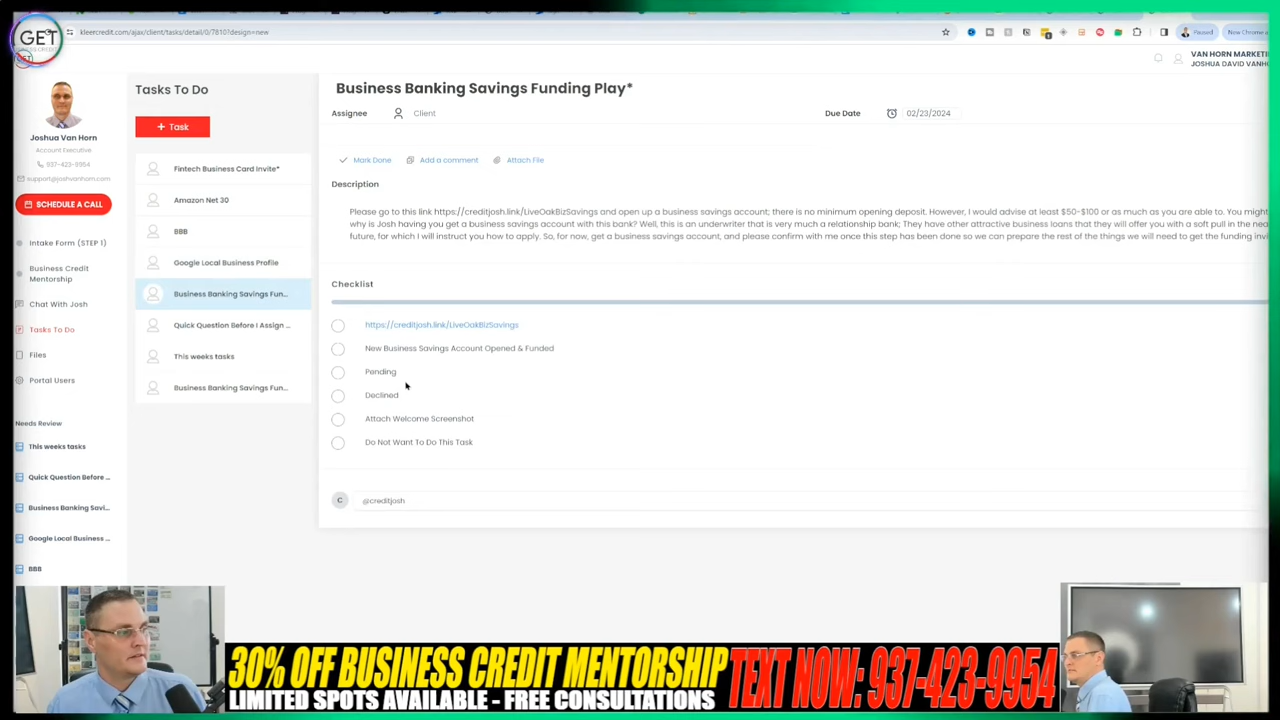 GET
kleercredit.com/ajax/client/tasks/detail/0/7810?design=new
Paused
New Chrome a
VAN HORN MARKETI
JOSHUA DAVID VANH
Joshua Van Horn
Account Executive
937-423-9954
support@joshvanhorn.com
SCHEDULE A CALL
Intake Form (STEP 1)
Business Credit
Mentorship
Chat With Josh
Tasks To Do
Files
Portal Users
Needs Review
This weeks tasks
Quick Question Before ...
Business Banking Savi...
Google Local Business ...
BBB
Tasks To Do
+ Task
Fintech Business Card Invite*
Amazon Net 30
BBB
Google Local Business Profile
Business Banking Savings Fun...
Quick Question Before I Assign ...
This weeks tasks
Business Banking Savings Fun...
Business Banking Savings Funding Play*
Assignee Client Due Date 02/23/2024
Mark Done Add a comment Attach File
Description
Please go to this link https://creditjosh.link/LiveOakBizSavings and open up a business savings account; there is no minimum opening deposit. However, I would advise at least $50-$100 or as much as you are able to. You might
why is Josh having you get a business savings account with this bank? Well, this is an underwriter that is very much a relationship bank; They have other attractive business loans that they will offer you with a soft pull in the nea
future, for which I will instruct you how to apply. So, for now, get a business savings account, and please confirm with me once this step has been done so we can prepare the rest of the things we will need to get the funding invi
Checklist
https://creditjosh.link/LiveOakBizSavings
New Business Savings Account Opened & Funded
Pending
Declined
Attach Welcome Screenshot
Do Not Want To Do This Task
C @creditjosh
30% OFF BUSINESS CREDIT MENTORSHIP
LIMITED SPOTS AVAILABLE - FREE CONSULTATIONS
TEXT NOW: 937-423-9954